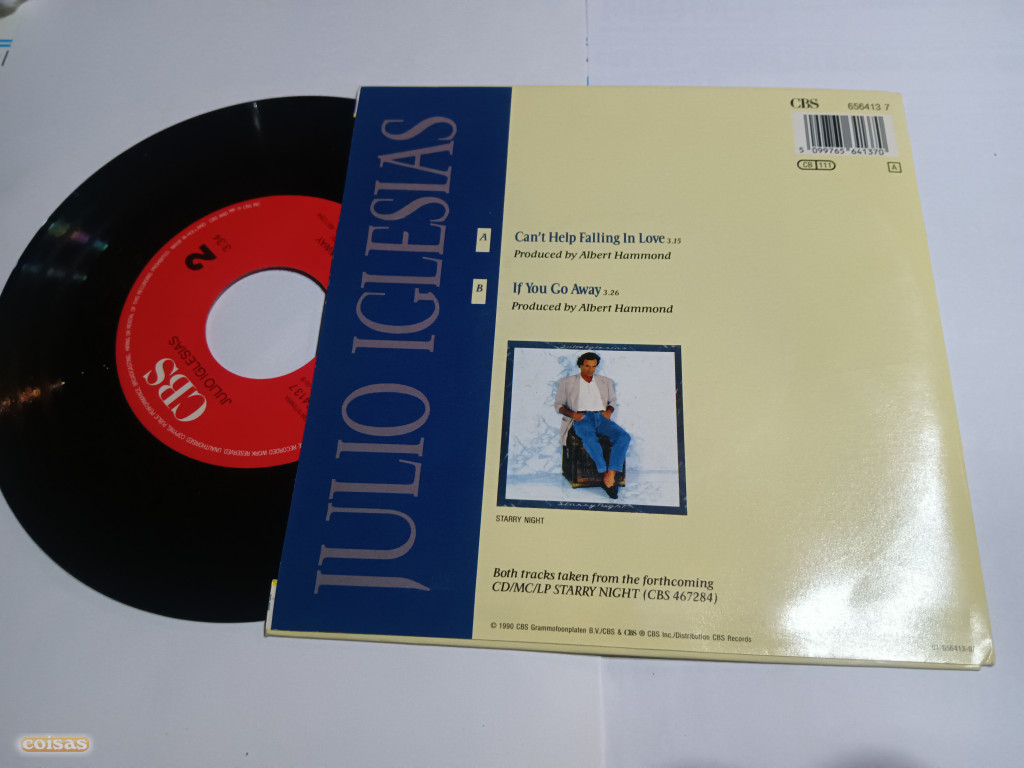 CBS 656413 7
5 099765 641370
CB 111
A
JULIO IGLESIAS
A Can't Help Falling In Love 3.15
Produced by Albert Hammond
B If You Go Away 3.26
Produced by Albert Hammond
STARRY NIGHT
Both tracks taken from the forthcoming
CD/MC/LP STARRY NIGHT (CBS 467284)
© 1990 CBS Grammofoonplaten B.V./CBS & CBS ® CBS Inc./Distribution CBS Records
2
3.34
CBS
JULIO IGLESIAS
coisas